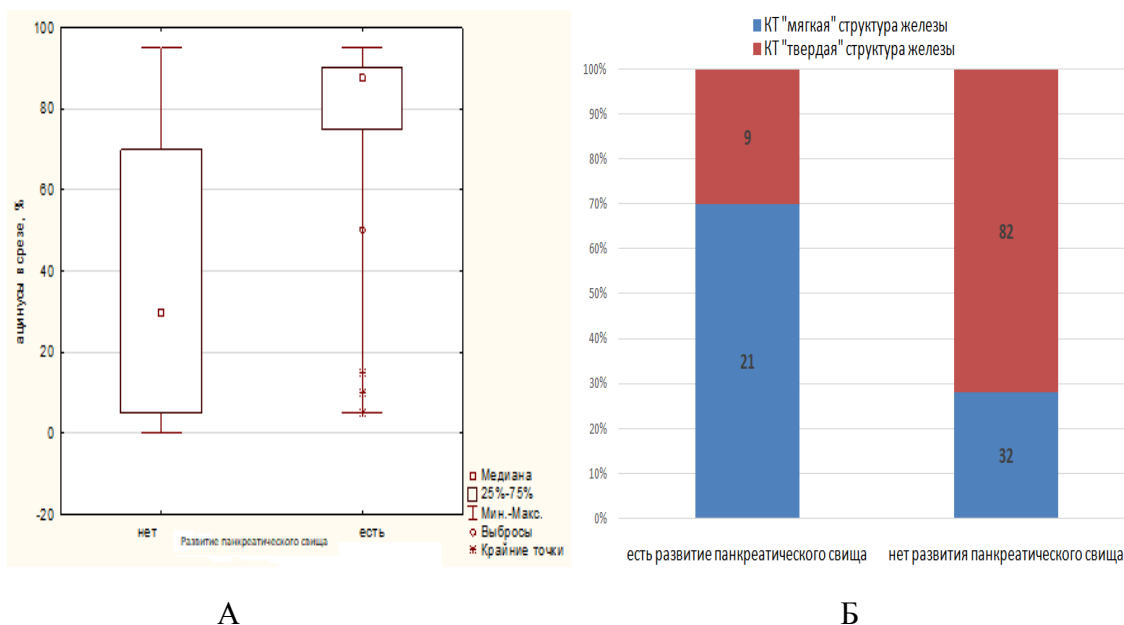 100
80
60
40
20
0
-20
ацинусы в срезе, %
нет
есть
Развитие панкреатического свища
Медиана
25%-75%
Мин.-Макс.
Выбросы
Крайние точки
А
КТ "мягкая" структура железы
КТ "твердая" структура железы
100%
90%
80%
70%
60%
50%
40%
30%
20%
10%
0%
9
21
82
32
есть развитие панкреатического свища
нет развития панкреатического свища
Б